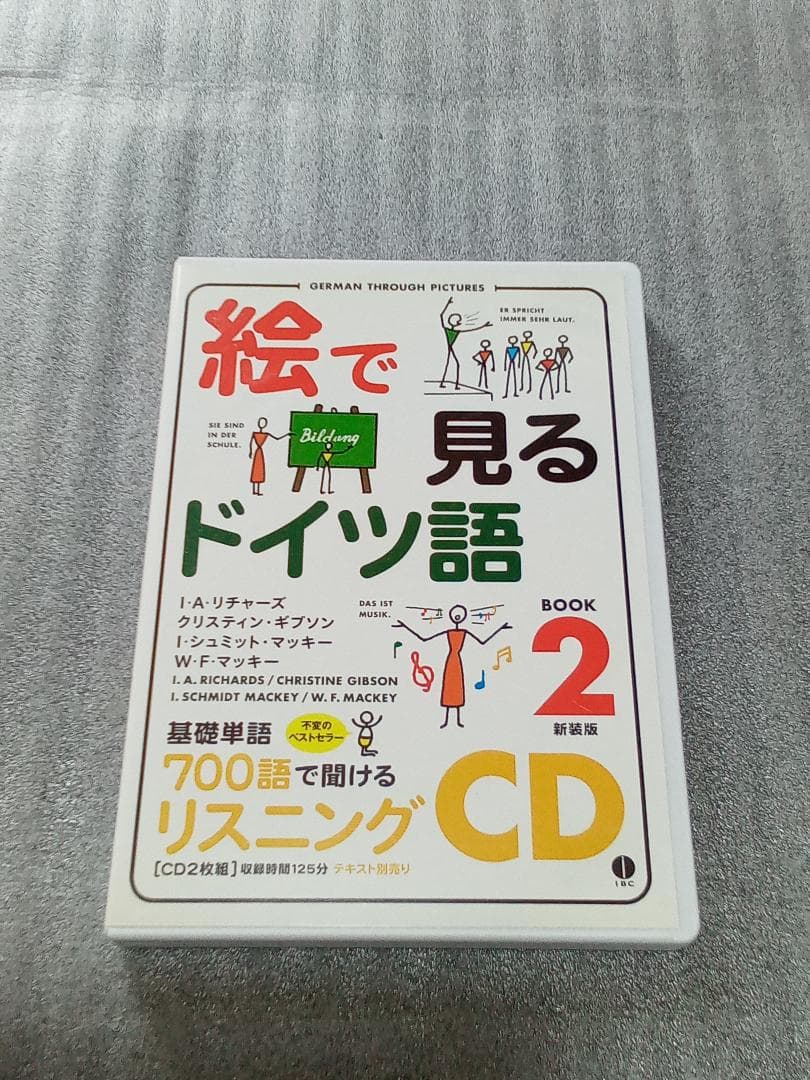 GERMAN THROUGH PICTURES
絵で
ER SPRICHT
IMMER SEHR LAUT.
SIE SIND
IN DER
SCHULE.
Bildung
見る
ドイツ語
I・A・リチャーズ
クリスティン・ギブソン
I・シュミット・マッキー
W・F・マッキー
I. A. RICHARDS / CHRISTINE GIBSON
I. SCHMIDT MACKEY / W. F. MACKEY
DAS IST
MUSIK.
BOOK
2
新装版
基礎単語
不変の
ベストセラー
700語で聞ける
リスニングCD
[CD2枚組] 収録時間125分 テキスト別売り
IBC